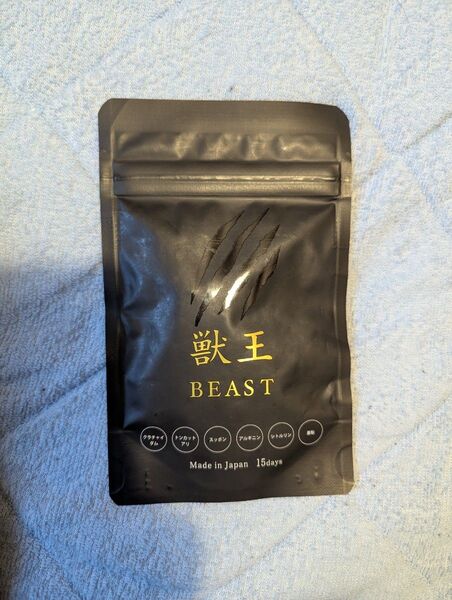 獣王
BEAST
クラチャイ
ダム
トンカット
アリ
スッポン
アルギニン
シトルリン
亜鉛
Made in Japan 15days